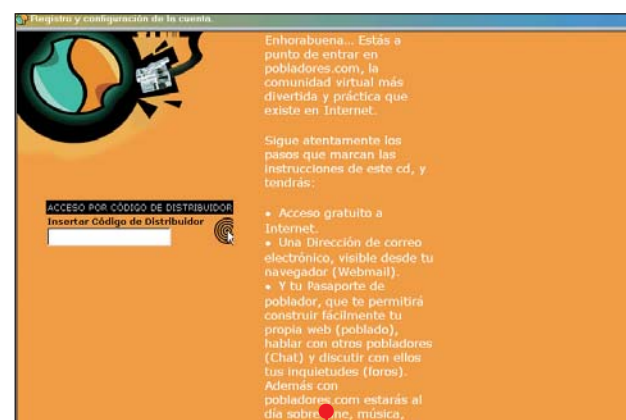 Registro y configuración de la cuenta.
Enhorabuena... Estás a
punto de entrar en
pobladores.com, la
comunidad virtual más
divertida y práctica que
existe en Internet.
Sigue atentamente los
pasos que marcan las
instrucciones de este cd, y
tendrás:
ACCESO POR CÓDIGO DE DISTRIBUIDOR
Insertar Código de Distribuidor
• Acceso gratuito a
Internet.
• Una Dirección de correo
electrónico, visible desde tu
navegador (Webmail).
• Y tu Pasaporte de
poblador, que te permitirá
construir fácilmente tu
propia web (poblado),
hablar con otros pobladores
(Chat) y discutir con ellos
tus inquietudes (foros).
Además con
pobladores.com estarás al
día sobre música,